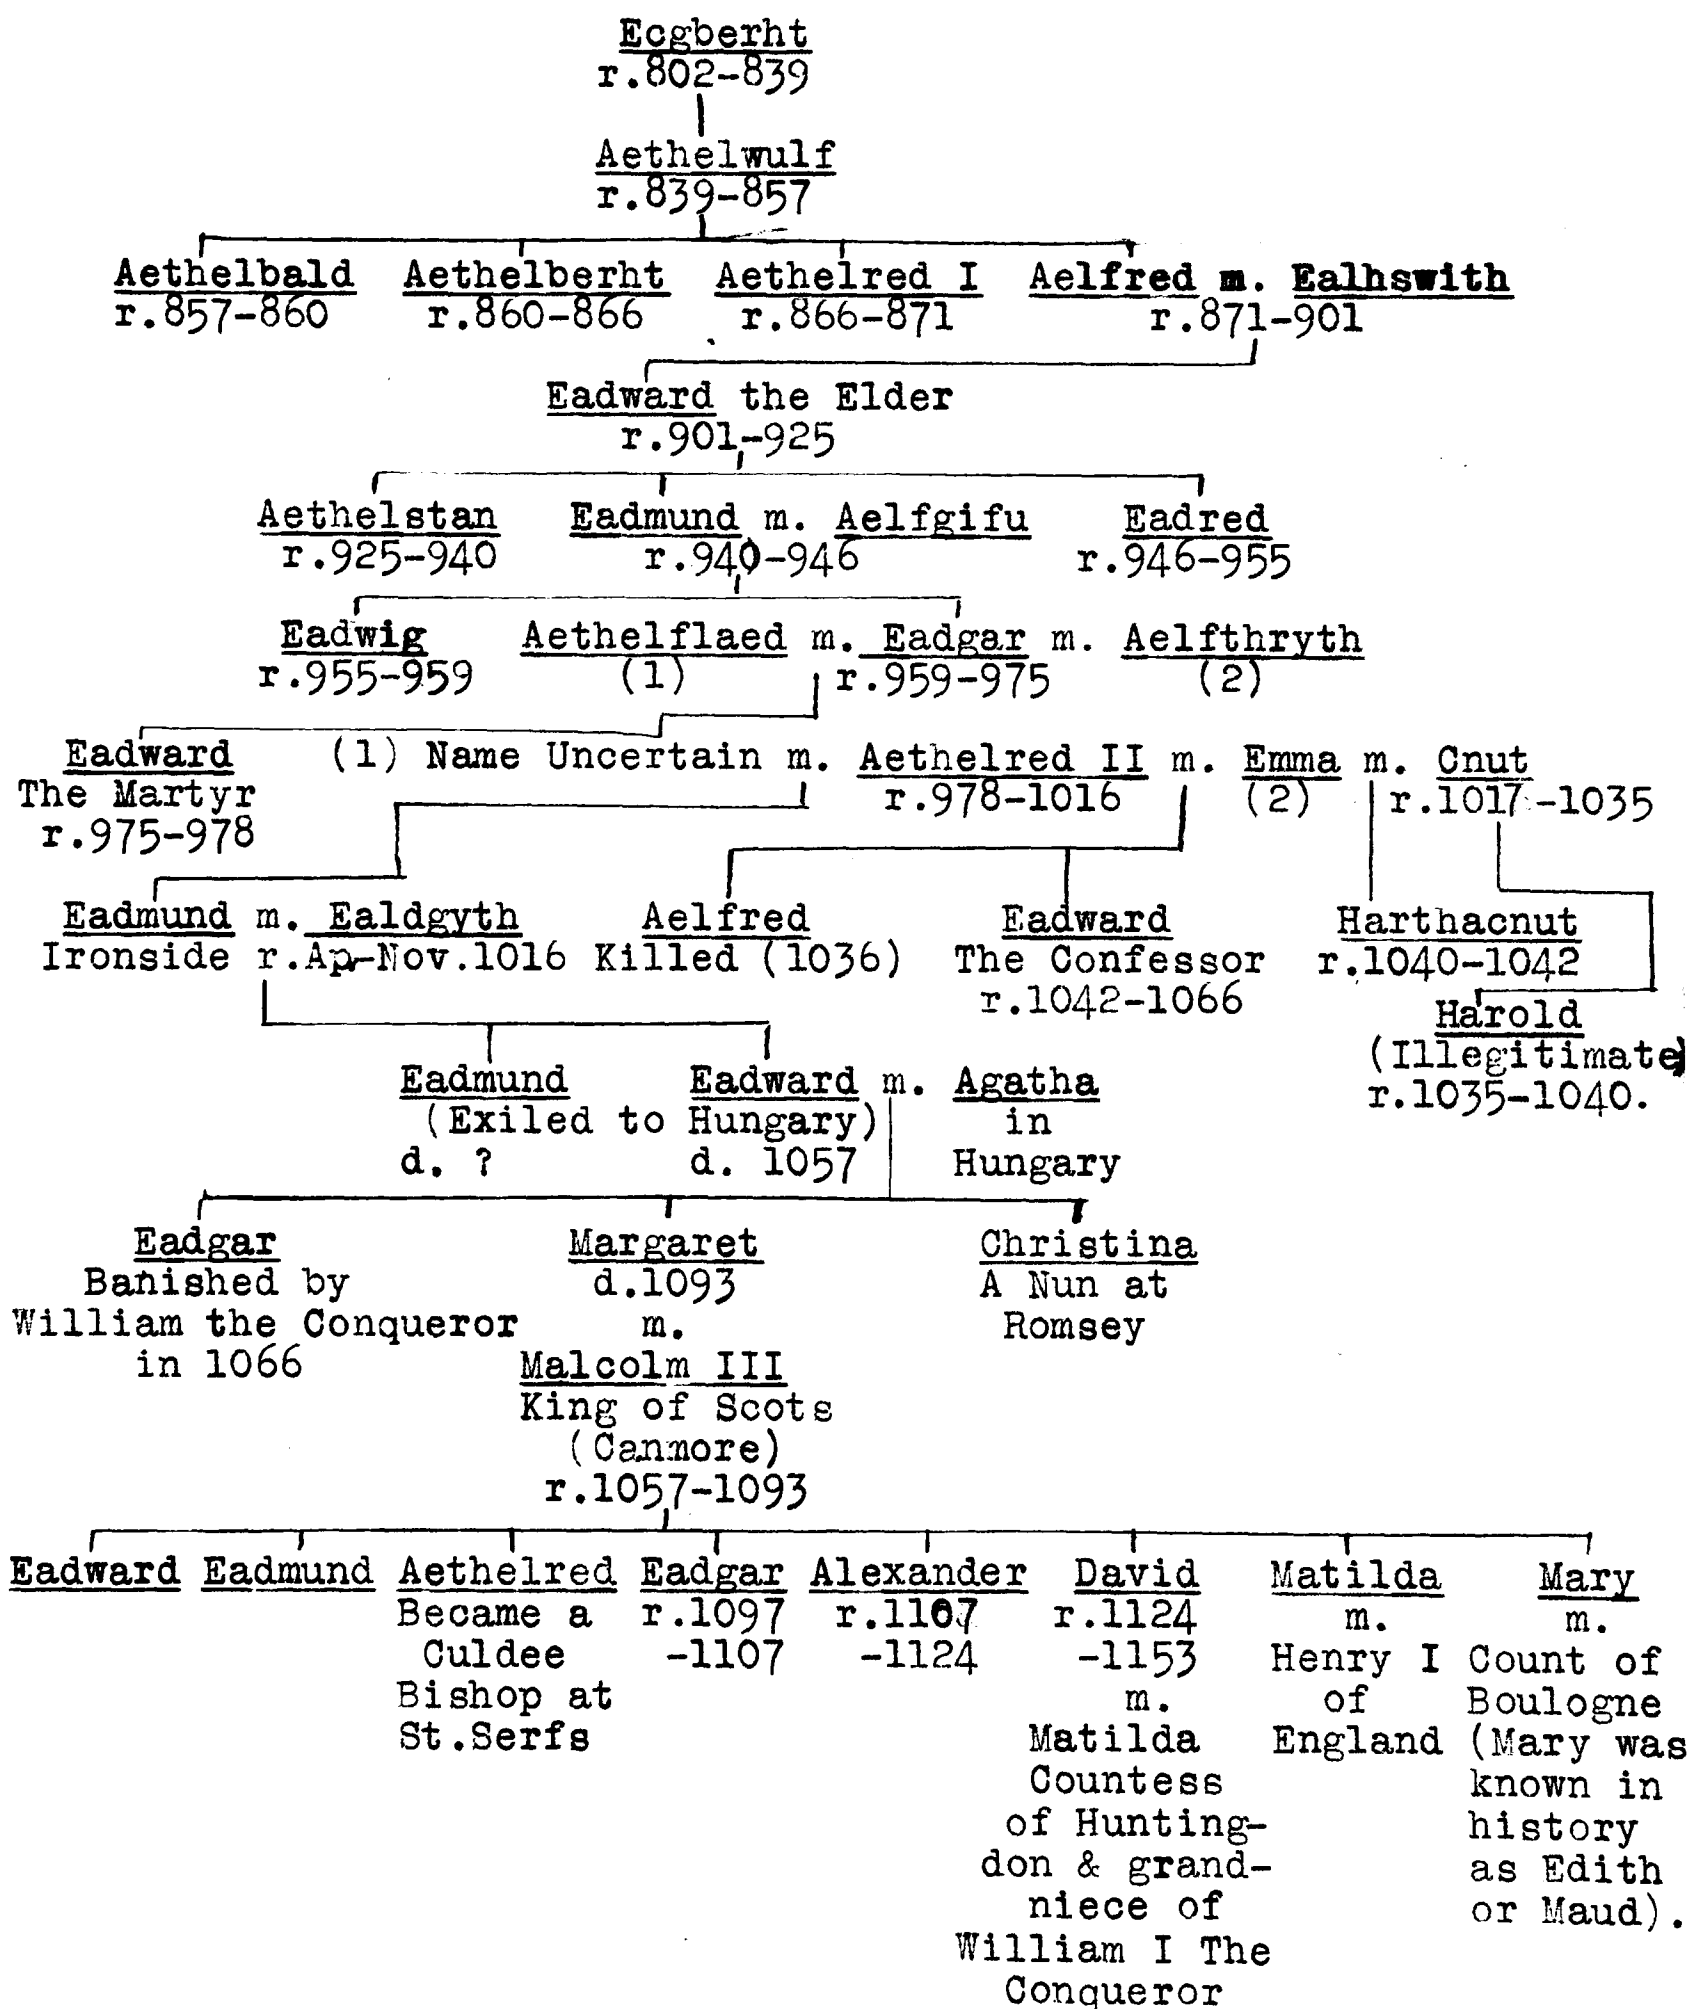 Ecgberht
r.802-839
Aethelwulf
r.839-857
Aethelbald Aethelberht Aethelred I Aelfred m. Ealhswith
r.857-860 r.860-866 r.866-871 r.871-901
Eadward the Elder
r.901-925
Aethelstan Eadmund m. Aelfgifu Eadred
r.925-940 r.940-946 r.946-955
Eadwig Aethelflaed m. Eadgar m. Aelfthryth
r.955-959 (1) r.959-975 (2)
Eadward (1) Name Uncertain m. Aethelred II m. Emma m. Cnut
The Martyr r.978-1016 (2) r.1017-1035
r.975-978
Eadmund m. Ealdgyth Aelfred Eadward Harthacnut
Ironside r.Ap-Nov.1016 Killed (1036) The Confessor r.1040-1042
r.1042-1066
Harold
(Illegitimate)
r.1035-1040.
Eadmund Eadward m. Agatha
(Exiled to Hungary) in
d. ? d. 1057 Hungary
Eadgar Margaret Christina
Banished by d.1093 A Nun at
William the Conqueror m. Romsey
in 1066 Malcolm III
King of Scots
(Canmore)
r.1057-1093
Eadward Eadmund Aethelred Eadgar Alexander David Matilda Mary
Became a r.1097 r.1107 r.1124 m. m.
Culdee -1107 -1124 -1153 Henry I Count of
Bishop at m. of Boulogne
St.Serfs Matilda England (Mary was
Countess known in
of Hunting- history
don & grand- as Edith
niece of or Maud).
William I The
Conqueror